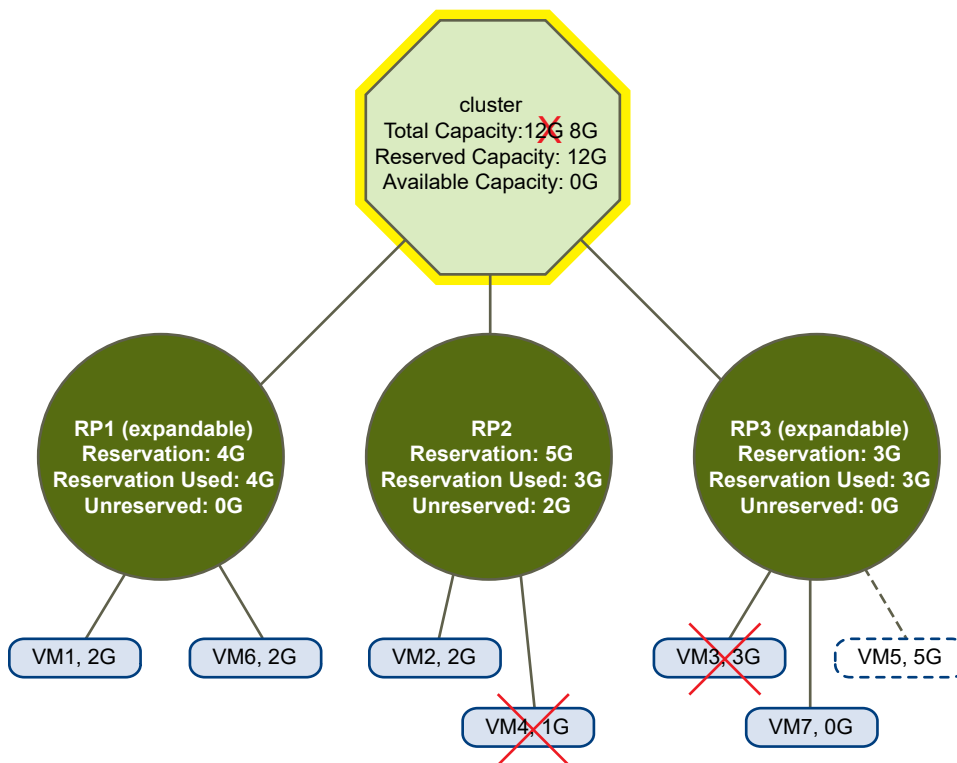 cluster
Total Capacity:12G 8G
Reserved Capacity: 12G
Available Capacity: 0G
RP1 (expandable)
Reservation: 4G
Reservation Used: 4G
Unreserved: 0G
RP2
Reservation: 5G
Reservation Used: 3G
Unreserved: 2G
RP3 (expandable)
Reservation: 3G
Reservation Used: 3G
Unreserved: 0G
VM1, 2G
VM6, 2G
VM2, 2G
VM3, 3G
VM5, 5G
VM4, 1G
VM7, 0G